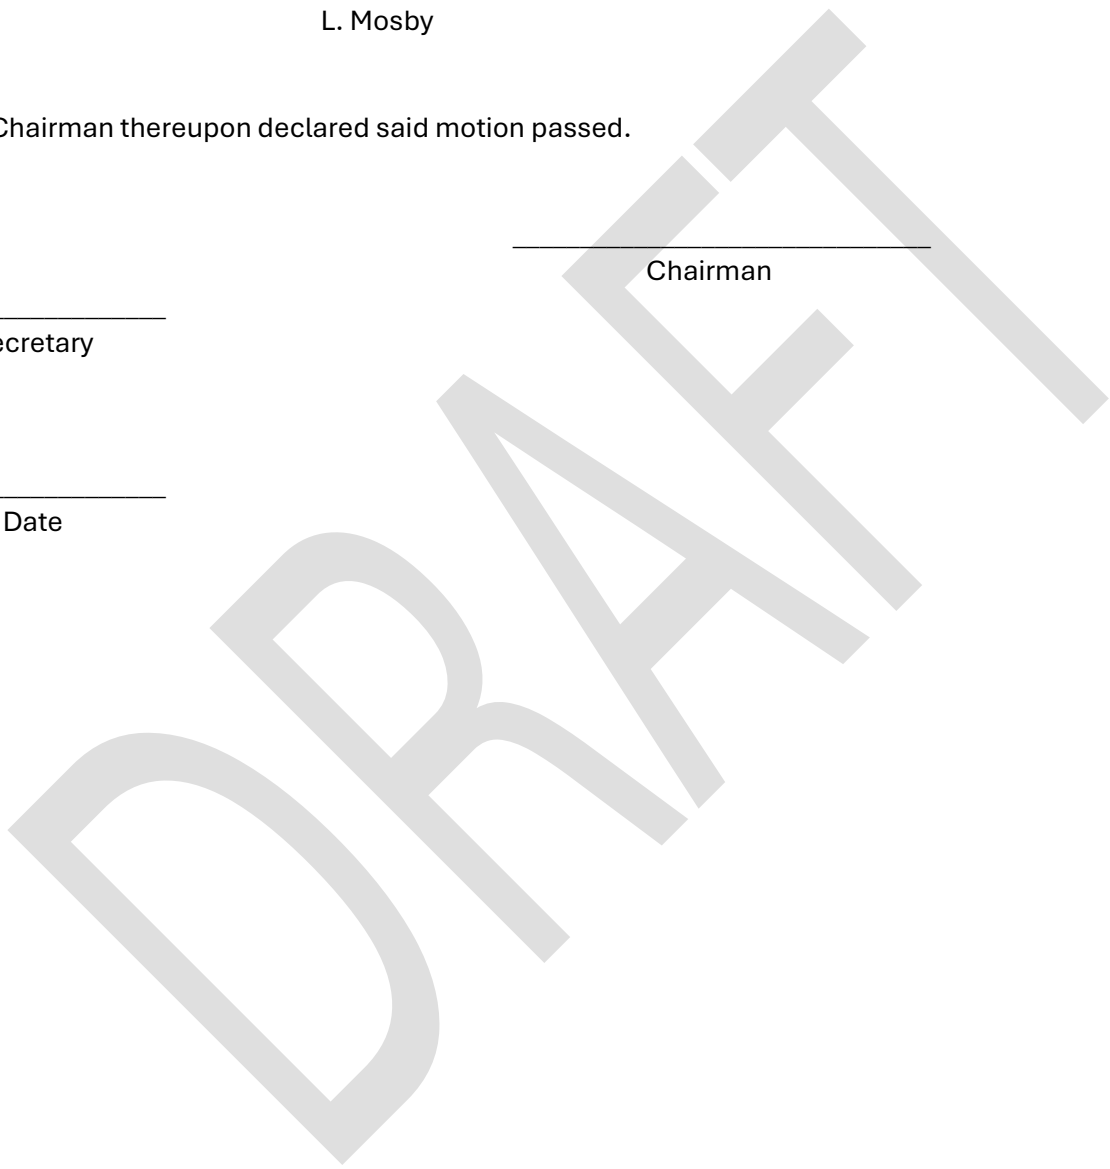 L. Mosby
Chairman thereupon declared said motion passed.
Chairman
ecretary
Date
DRAFT